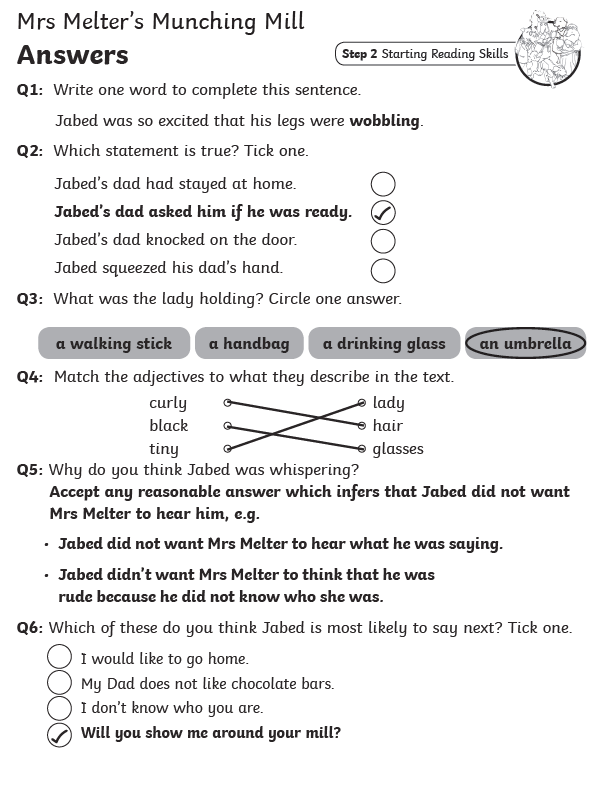 Mrs Melter's Munching Mill
Answers
Step 2 Starting Reading Skills
Q1: Write one word to complete this sentence.
Jabed was so excited that his legs were wobbling.
Q2: Which statement is true? Tick one.
Jabed's dad had stayed at home.
Jabed's dad asked him if he was ready.
Jabed's dad knocked on the door.
Jabed squeezed his dad's hand.
Q3: What was the lady holding? Circle one answer.
a walking stick a handbag a drinking glass an umbrella
Q4: Match the adjectives to what they describe in the text.
curly lady
black hair
tiny glasses
Q5: Why do you think Jabed was whispering?
Accept any reasonable answer which infers that Jabed did not want
Mrs Melter to hear him, e.g.
• Jabed did not want Mrs Melter to hear what he was saying.
• Jabed didn't want Mrs Melter to think that he was
rude because he did not know who she was.
Q6: Which of these do you think Jabed is most likely to say next? Tick one.
I would like to go home.
My Dad does not like chocolate bars.
I don't know who you are.
Will you show me around your mill?